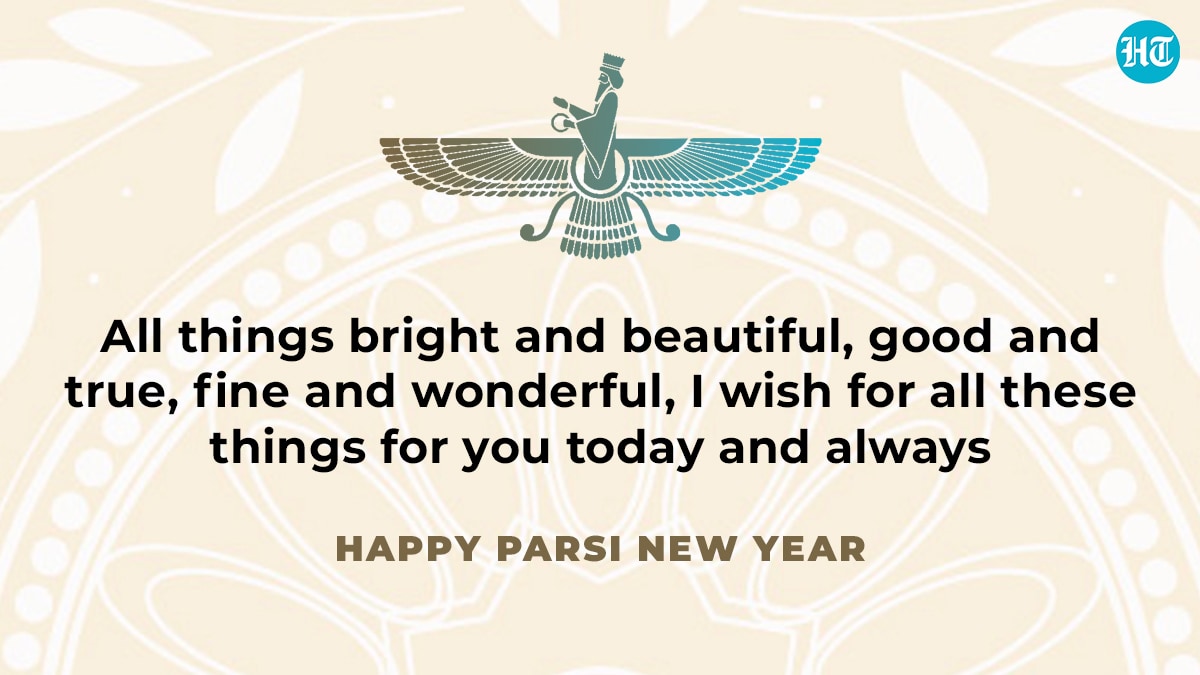 HT
All things bright and beautiful, good and
true, fine and wonderful, I wish for all these
things for you today and always
HAPPY PARSI NEW YEAR